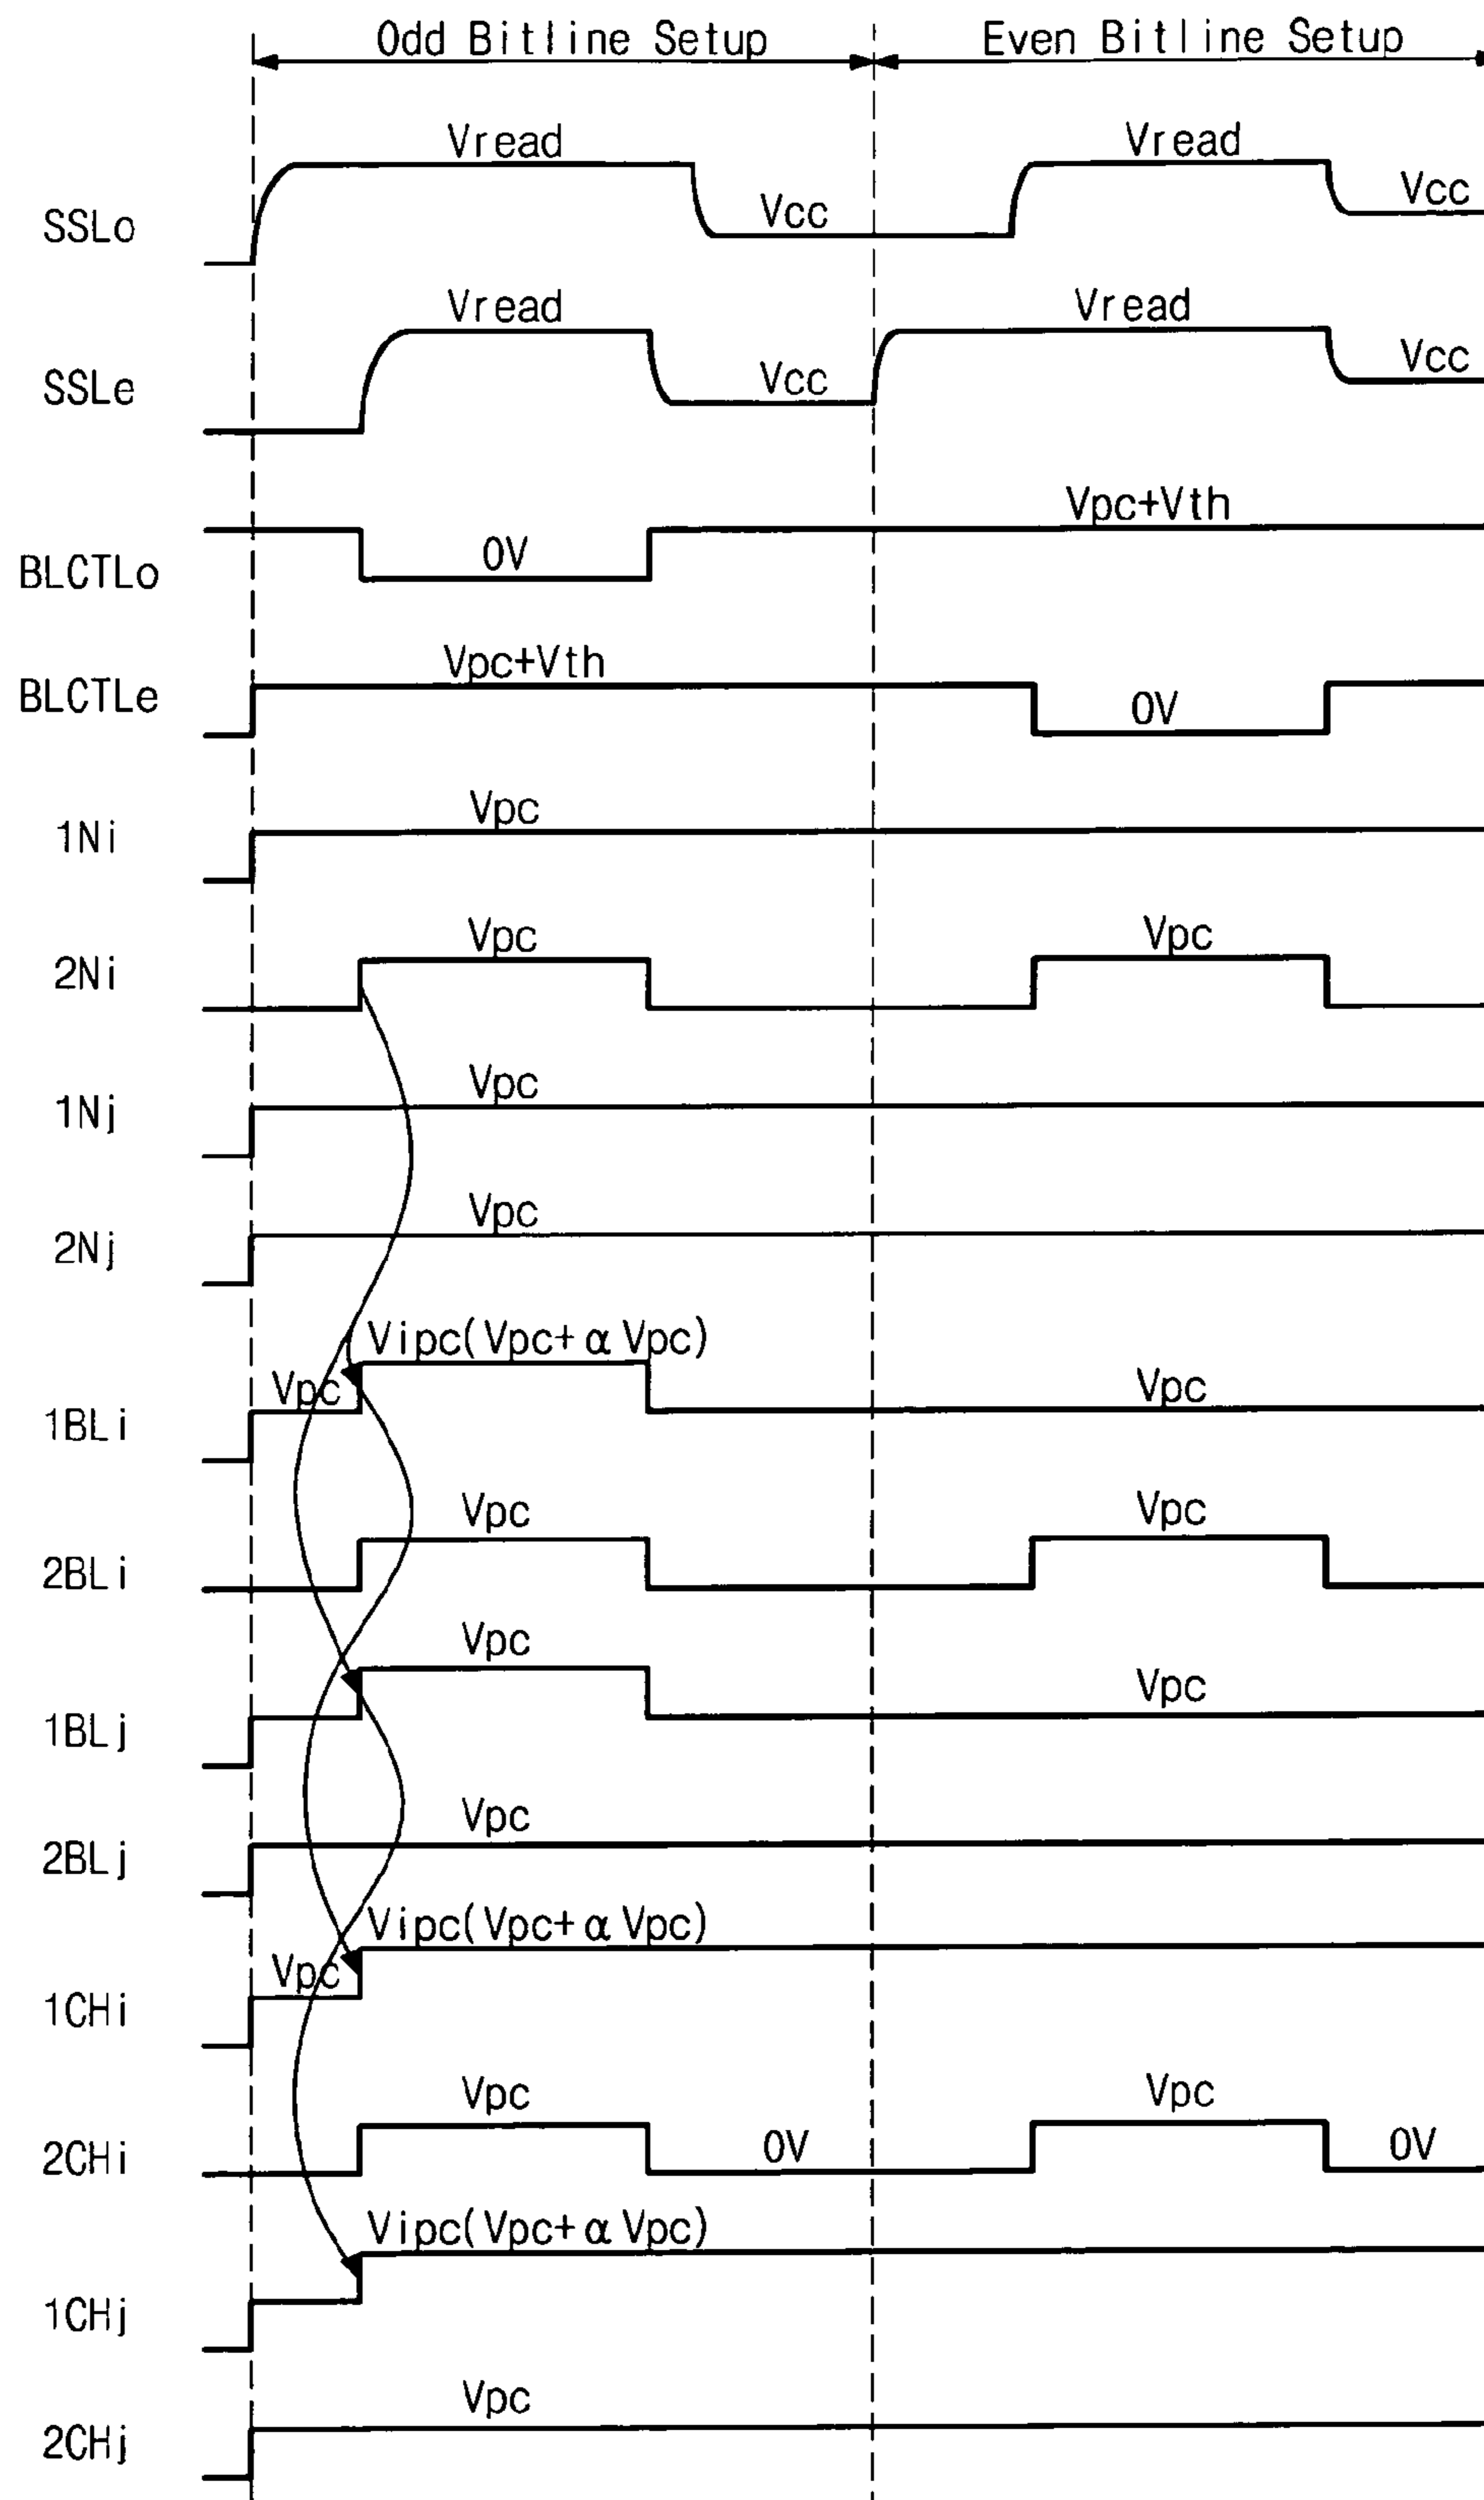 Odd Bitline Setup Even Bitline Setup
SSLo Vread Vcc Vread Vcc
SSLe Vread Vcc Vread Vcc
BLCTLo 0V Vpc+Vth
BLCTLe Vpc+Vth 0V
1Ni Vpc
2Ni Vpc Vpc
1Nj Vpc
2Nj Vpc
1BLi Vpc Vipc(Vpc+αVpc) Vpc
2BLi Vpc Vpc
1BLj Vpc Vpc
2BLj Vpc
1CHi Vpc Vipc(Vpc+αVpc)
2CHi Vpc 0V Vpc 0V
1CHj Vipc(Vpc+αVpc)
2CHj Vpc